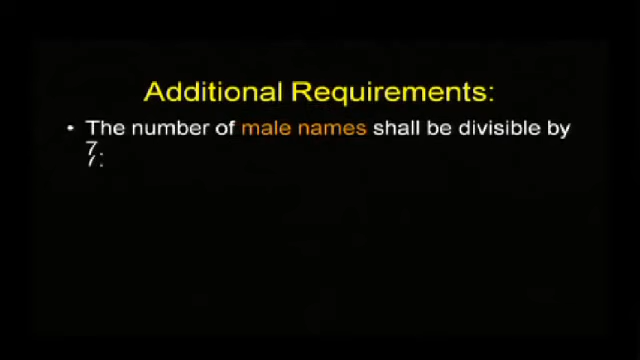 Additional Requirements:
• The number of male names shall be divisible by
7: